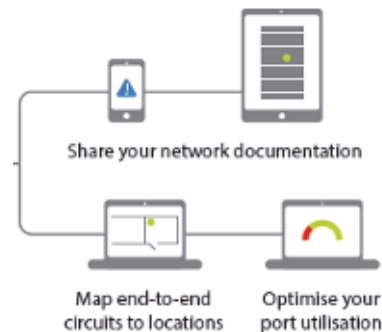 Share your network documentation
Map end-to-end
circuits to locations
Optimise your
port utilisation